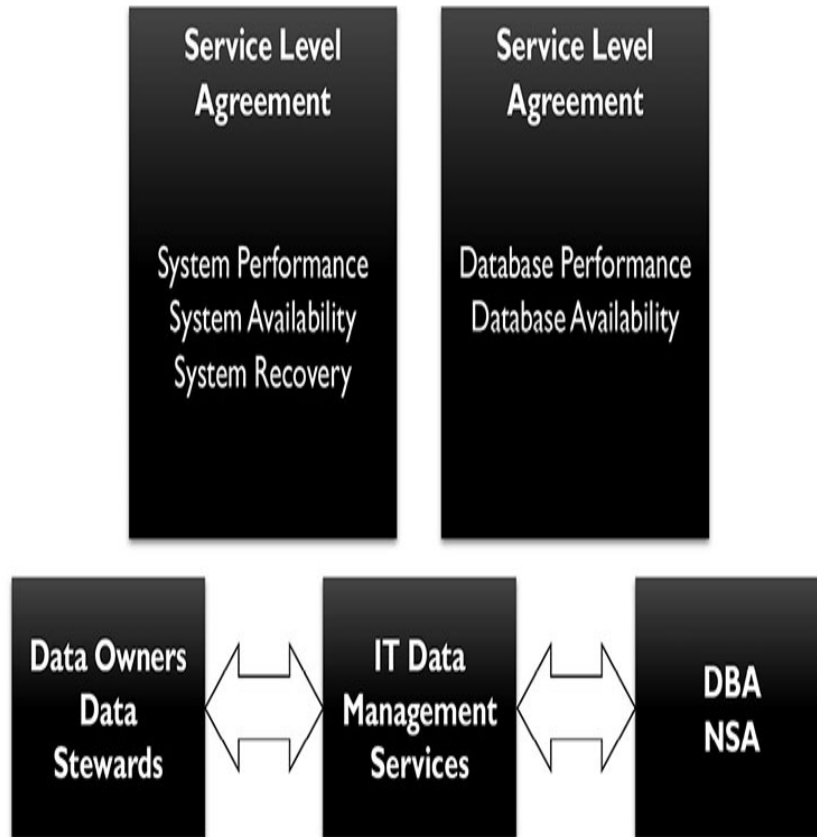 Service Level
Agreement
System Performance
System Availability
System Recovery
Service Level
Agreement
Database Performance
Database Availability
Data Owners
Data
Stewards
IT Data
Management
Services
DBA
NSA